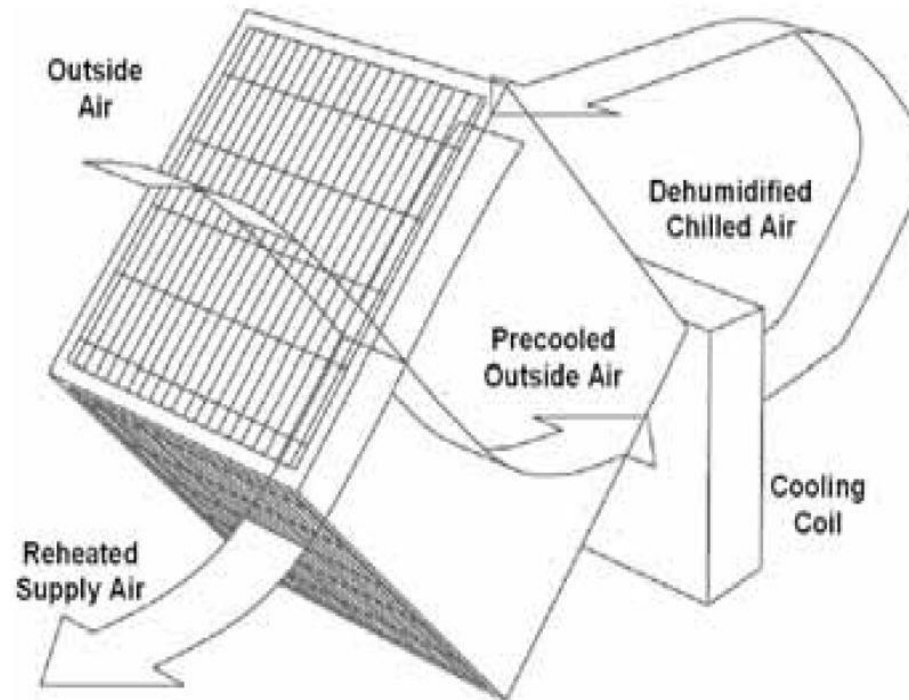 Outside
Air
Dehumidified
Chilled Air
Precooled
Outside Air
Cooling
Coil
Reheated
Supply Air